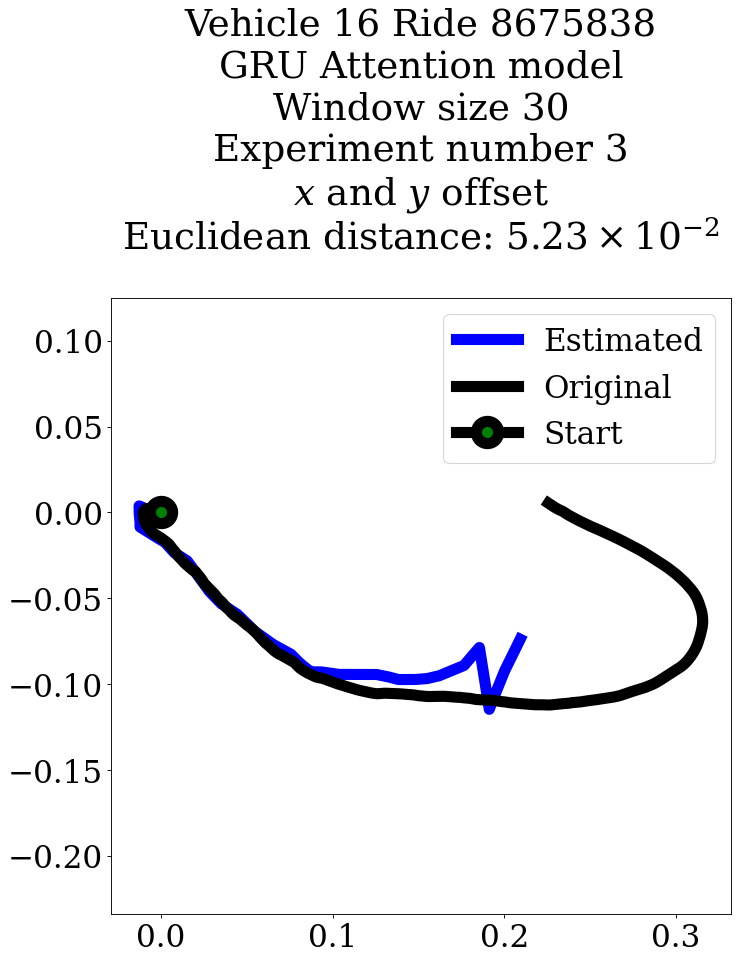 Vehicle 16 Ride 8675838
GRU Attention model
Window size 30
Experiment number 3
x and y offset
Euclidean distance: 5.23 × 10⁻²
Estimated
Original
Start
0.10
0.05
0.00
−0.05
−0.10
−0.15
−0.20
0.0 0.1 0.2 0.3